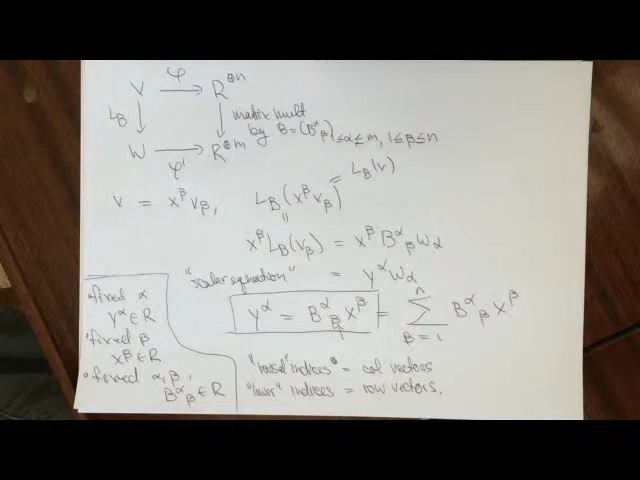 V φ→ R^{⊕n}
L_B ↓ ↓ matrix mult
by B = (B^α_β) 1≤α≤m, 1≤β≤n
W φ'→ R^{⊕m}
= L_B(v)
v = x^β v_β, L_B(x^β v_β)
=
x^β L_B(v_β) = x^β B^α_β w_α
"scalar equation" = y^α w_α
y^α = B^α_β x^β = Σ_{β=1}^{n} B^α_β x^β
• fixed α
y^α ∈ R
• fixed β
x^β ∈ R
• fixed α, β
B^α_β ∈ R
"raised" indices = col vectors
"lower" indices = row vectors.